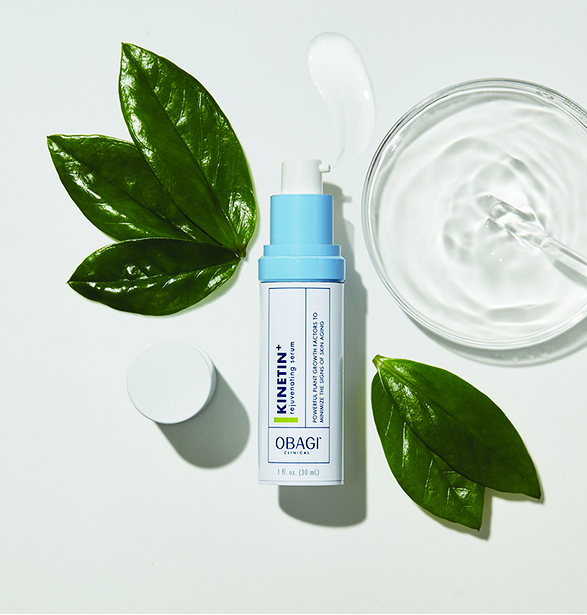 KINETIN+
rejuvenating serum
POWERFUL PLANT GROWTH FACTORS TO
MINIMIZE THE SIGNS OF SKIN AGING
OBAGI
CLINICAL
1 fl. oz. (30 mL)